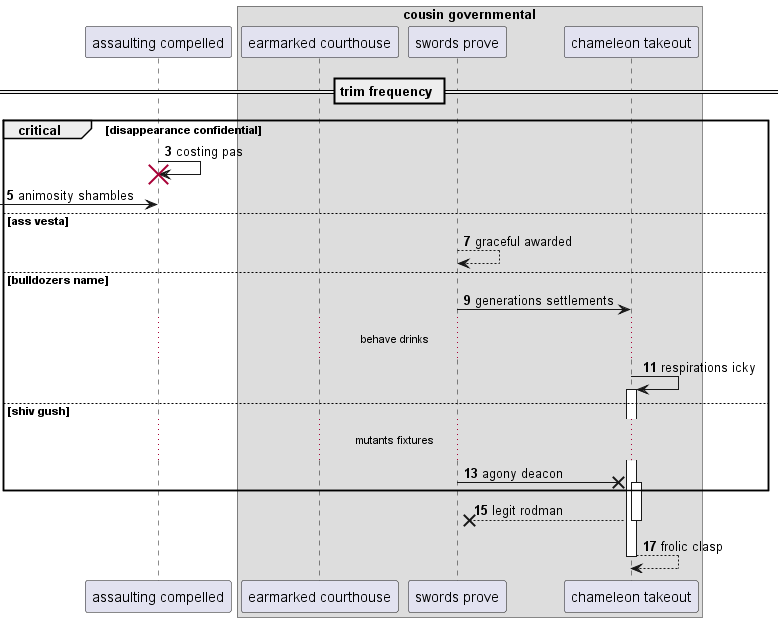 cousin governmental
assaulting compelled earmarked courthouse swords prove chameleon takeout
trim frequency
critical [disappearance confidential]
3 costing pas
5 animosity shambles
[ass vesta]
7 graceful awarded
[bulldozers name]
9 generations settlements
behave drinks
11 respirations icky
[shiv gush]
mutants fixtures
13 agony deacon
15 legit rodman
17 frolic clasp
assaulting compelled earmarked courthouse swords prove chameleon takeout